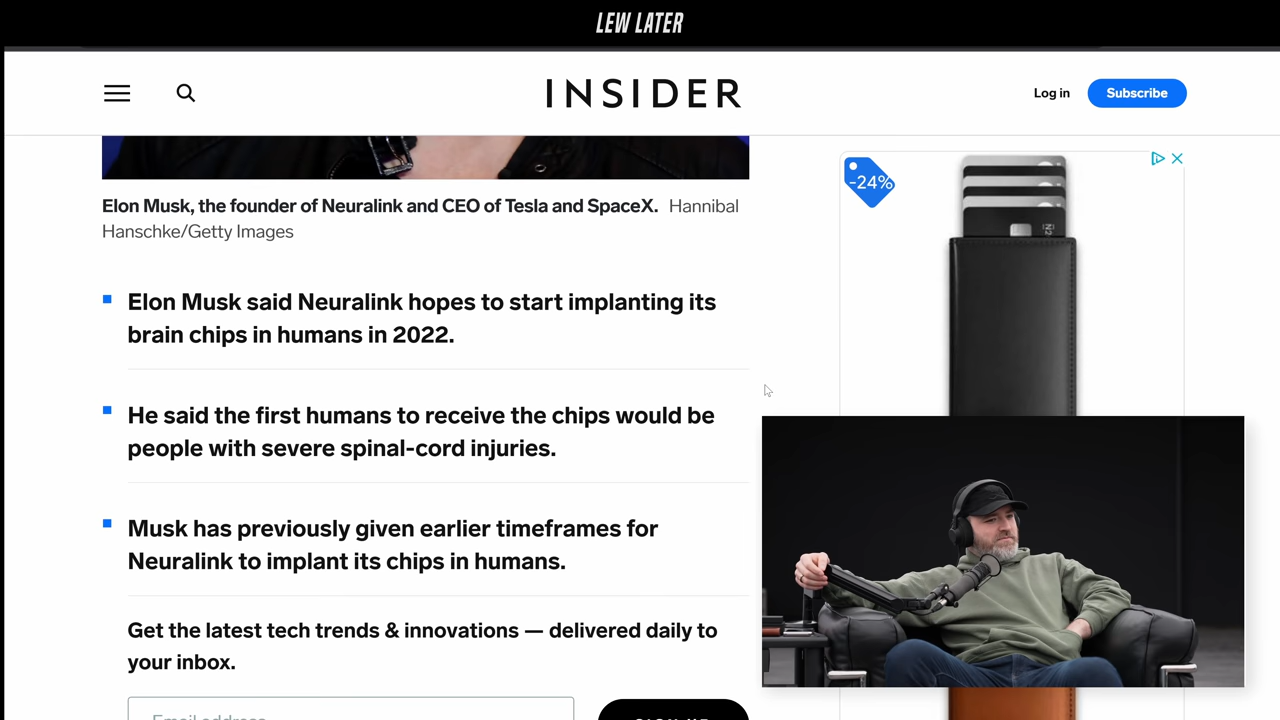 LEW LATER
INSIDER
Log in
Subscribe
-24%
Elon Musk, the founder of Neuralink and CEO of Tesla and SpaceX. Hannibal
Hanschke/Getty Images
Elon Musk said Neuralink hopes to start implanting its
brain chips in humans in 2022.
He said the first humans to receive the chips would be
people with severe spinal-cord injuries.
Musk has previously given earlier timeframes for
Neuralink to implant its chips in humans.
Get the latest tech trends & innovations — delivered daily to
your inbox.
Email address